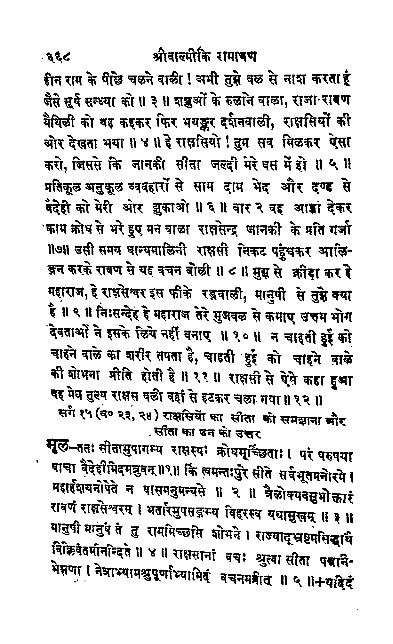 ६६८ श्रीवाल्मीकि रामायण
हीन राम के पीछे चलने वाली ! अभी तुझे बल से नाश करता हूं
जैसे सूर्य सन्ध्या को ॥ ३ ॥ शत्रुओं के रुलाने वाला, राजा रावण
मैथिली को यह कहकर फिर भयङ्कर दर्शनवाली, राक्षसियों की
ओर देखता भया ॥ ४ ॥ हे राक्षसियो ! तुम सब मिलकर ऐसा
करो, जिससे कि जानकी सीता जल्दी मेरे बस में हो ॥ ५ ॥
प्रतिकूल अनुकूल व्यवहारों से साम दाम भेद और दण्ड से
वैदेही को मेरी ओर झुकाओ ॥ ६ ॥ वार २ यह आज्ञा देकर
काम क्रोध से भरे हुए मन वाला राक्षसेन्द्र जानकी के प्रति गर्जा
॥७॥ उसी समय धान्यमालिनी राक्षसी निकट पहुंचकर आलि-
ङ्गन करके रावण से यह वचन बोली ॥ ८ ॥ मुझ से क्रीडा कर हे
महाराज, हे राक्षसेश्वर इस फीके रङ्गवाली, मानुषी से तुझे क्या
है ॥ ९ ॥ निःसन्देह हे महाराज तेरे भुजबल से कमाए उत्तम भोग
देवताओं ने इसके लिये नहीं बनाए ॥ १० ॥ न चाहती हुई को
चाहने वाले का शरीर तपता है, चाहती हुई को चाहने वाले
की शोभना प्रीति होती है ॥ ११ ॥ राक्षसी से ऐसे कहा हुआ
वह मेघ तुल्य राक्षस बली वहां से हटकर चला गया ॥ १२ ॥
सर्ग १५ (व० २३, २४) राक्षसियों का सीता को समझाना और
सीता का उन को उत्तर
मूल–ततः सीतामुपागम्य राक्षस्यः क्रोधमूर्च्छिताः । परं परुषया
वाचा वैदेहीमिदमब्रुवन् ॥१॥ किं त्वमन्तःपुरे सीते सर्वभूतमनोरमे ।
महार्हशयनोपेते न वासमनुमन्यसे ॥ २ ॥ त्रैलोक्यवसुभोक्तारं
रावणं राक्षसेश्वरम् । भर्तारमुपसङ्गम्य विहरस्व यथासुखम् ॥ ३ ॥
मानुषी मानुषं तं तु राममिच्छसि शोभने । राज्याद्भ्रष्टमसिद्धार्थं
विक्लवंतमनिन्दिते ॥ ४ ॥ राक्षसीनां वचः श्रुत्वा सीता पद्मनि-
भेक्षणा । नेत्राभ्यामश्रुपूर्णाभ्यामिदं वचनमब्रवीत् ॥ ५ ॥+यदिदं